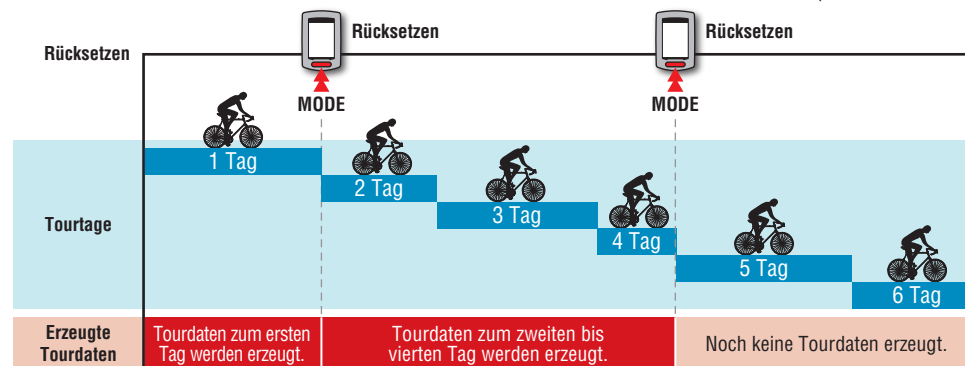 Rücksetzen
Rücksetzen
Rücksetzen
MODE
MODE
Tourtage
1 Tag
2 Tag
3 Tag
4 Tag
5 Tag
6 Tag
Erzeugte
Tourdaten
Tourdaten zum ersten
Tag werden erzeugt.
Tourdaten zum zweiten bis
vierten Tag werden erzeugt.
Noch keine Tourdaten erzeugt.